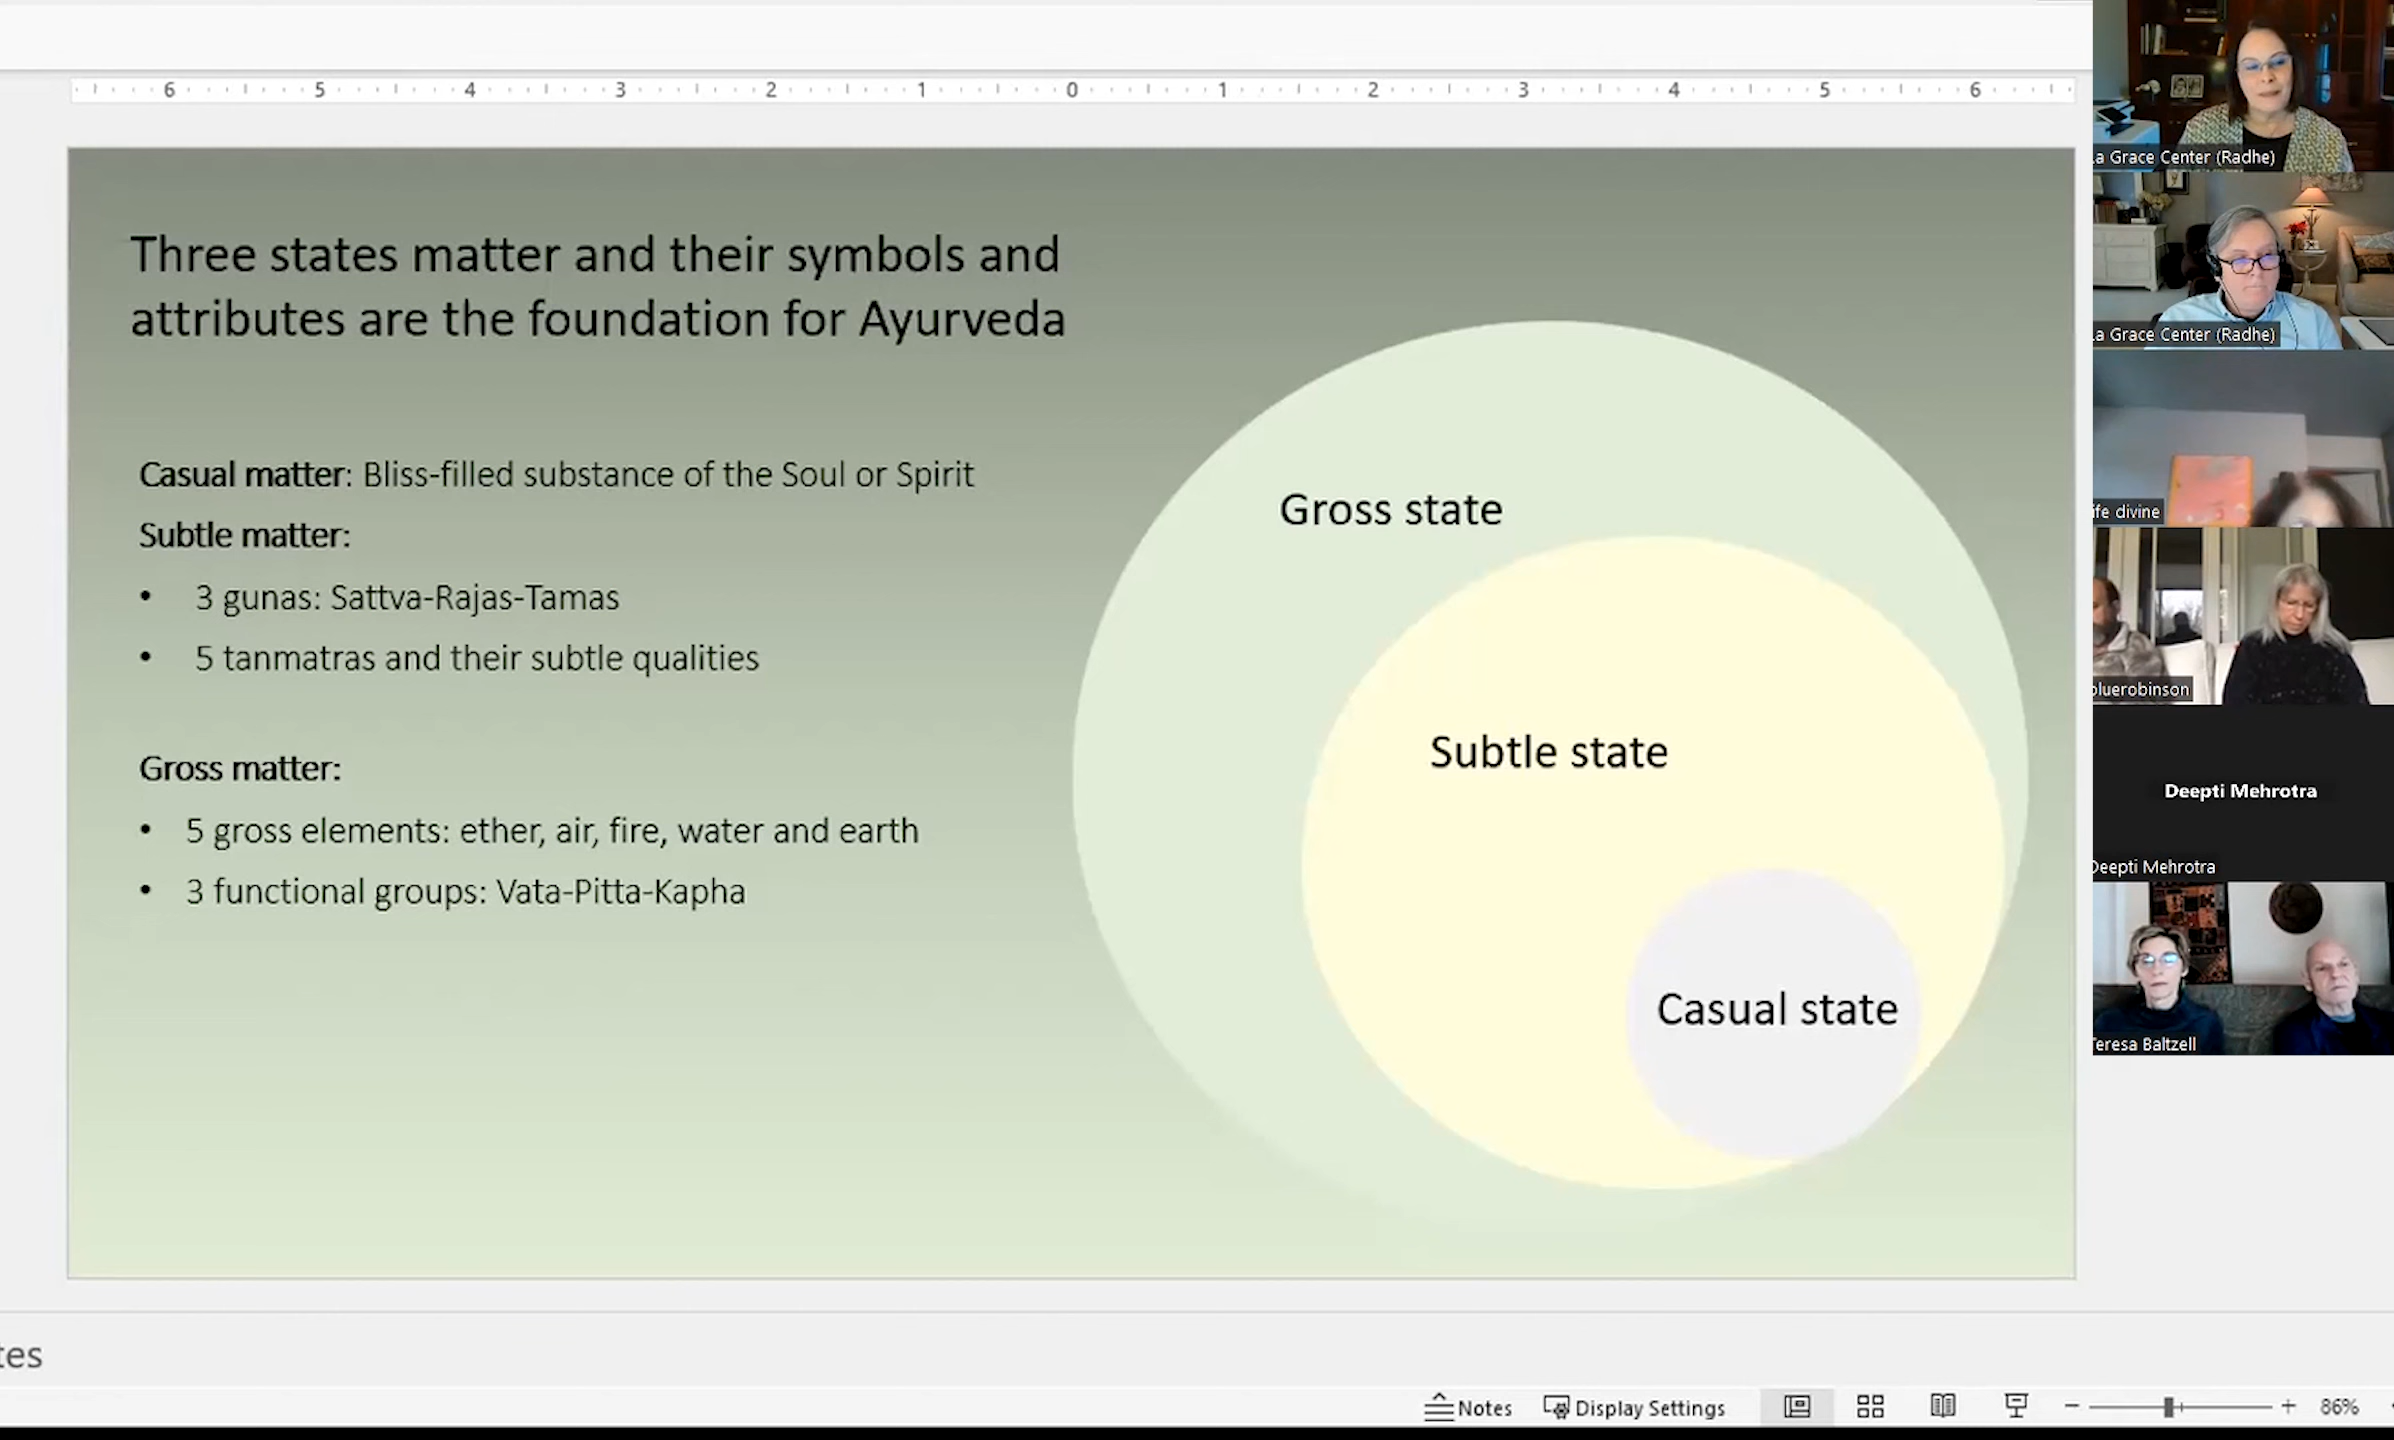 6 5 4 3 2 1 0 1 2 3 4 5 6
Three states matter and their symbols and
attributes are the foundation for Ayurveda
Casual matter: Bliss-filled substance of the Soul or Spirit
Subtle matter:
• 3 gunas: Sattva-Rajas-Tamas
• 5 tanmatras and their subtle qualities
Gross matter:
• 5 gross elements: ether, air, fire, water and earth
• 3 functional groups: Vata-Pitta-Kapha
Gross state
Subtle state
Casual state
a Grace Center (Radhe)
a Grace Center (Radhe)
ife divine
bluerobinson
Deepti Mehrotra
Deepti Mehrotra
Teresa Baltzell
tes
Notes Display Settings 86%